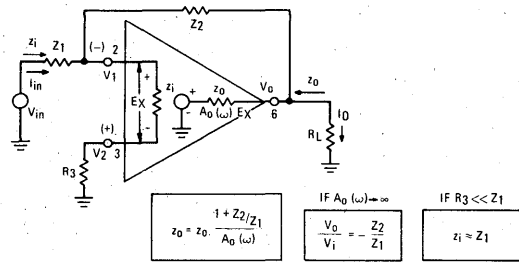 Z2
zi Z1 (–) 2
Iin V1
Vin
+ EX – zi
+ – zo Vo zo
Ao (ω) EX 6
IO
RL
(+)
V2 3
R3
zo = zo · 1 + Z2/Z1 / Ao (ω)
IF Ao (ω) → ∞
Vo / Vi = – Z2 / Z1
IF R3 << Z1
zi ≈ Z1